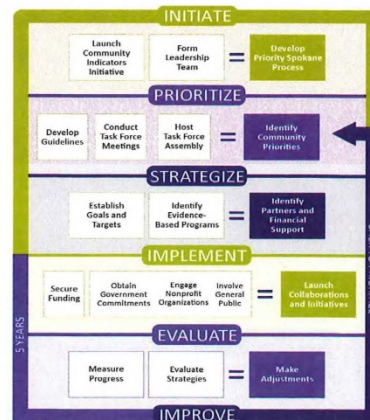 INITIATE
Launch
Community
Indicators
Initiative
Form
Leadership
Team
=
Develop
Priority Spokane
Process
PRIORITIZE
Develop
Guidelines
Conduct
Task Force
Meetings
Host
Task Force
Assembly
=
Identify
Community
Priorities
STRATEGIZE
Establish
Goals and
Targets
Identify
Evidence-
Based Programs
=
Identify
Partners and
Financial
Support
IMPLEMENT
Secure
Funding
Obtain
Government
Commitments
Engage
Nonprofit
Organizations
Involve
General
Public
=
Launch
Collaborations
and Initiatives
5 YEARS
EVALUATE
Measure
Progress
Evaluate
Strategies
=
Make
Adjustments
IMPROVE